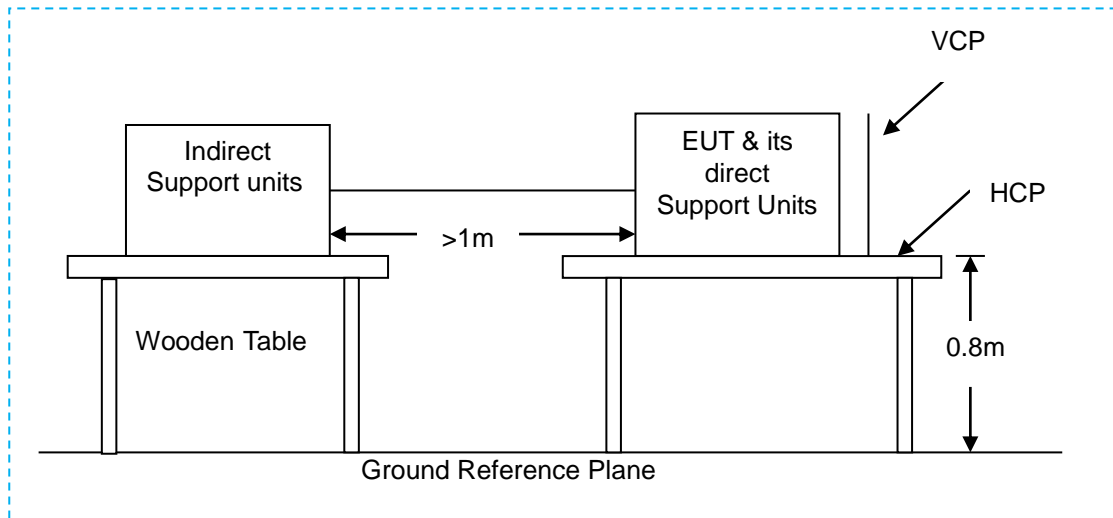 VCP
Indirect
Support units
EUT & its
direct
Support Units
HCP
>1m
Wooden Table
0.8m
Ground Reference Plane